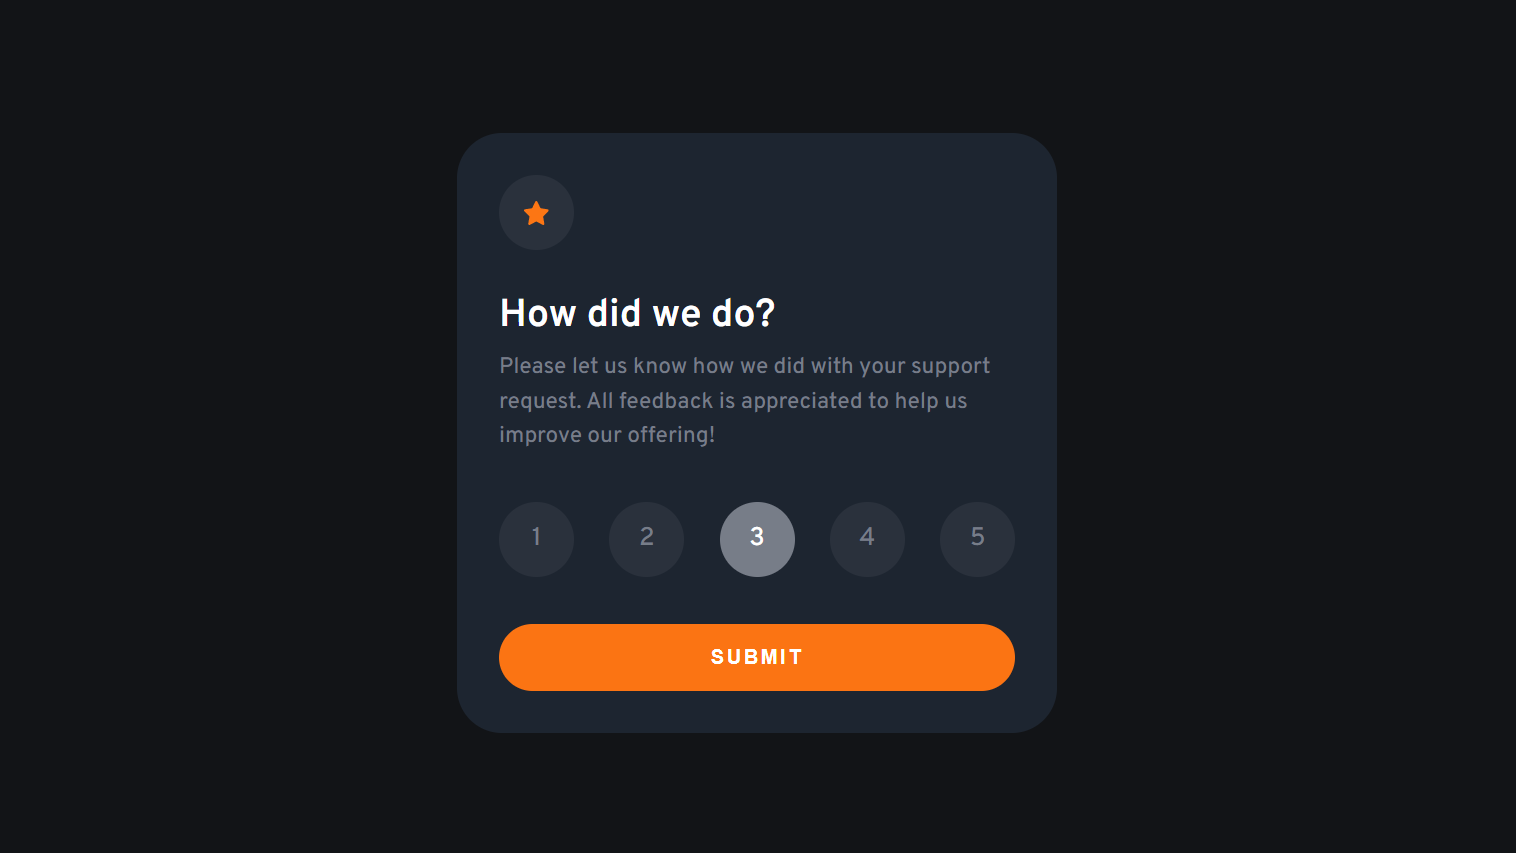 How did we do?
Please let us know how we did with your support
request. All feedback is appreciated to help us
improve our offering!
1 2 3 4 5
SUBMIT